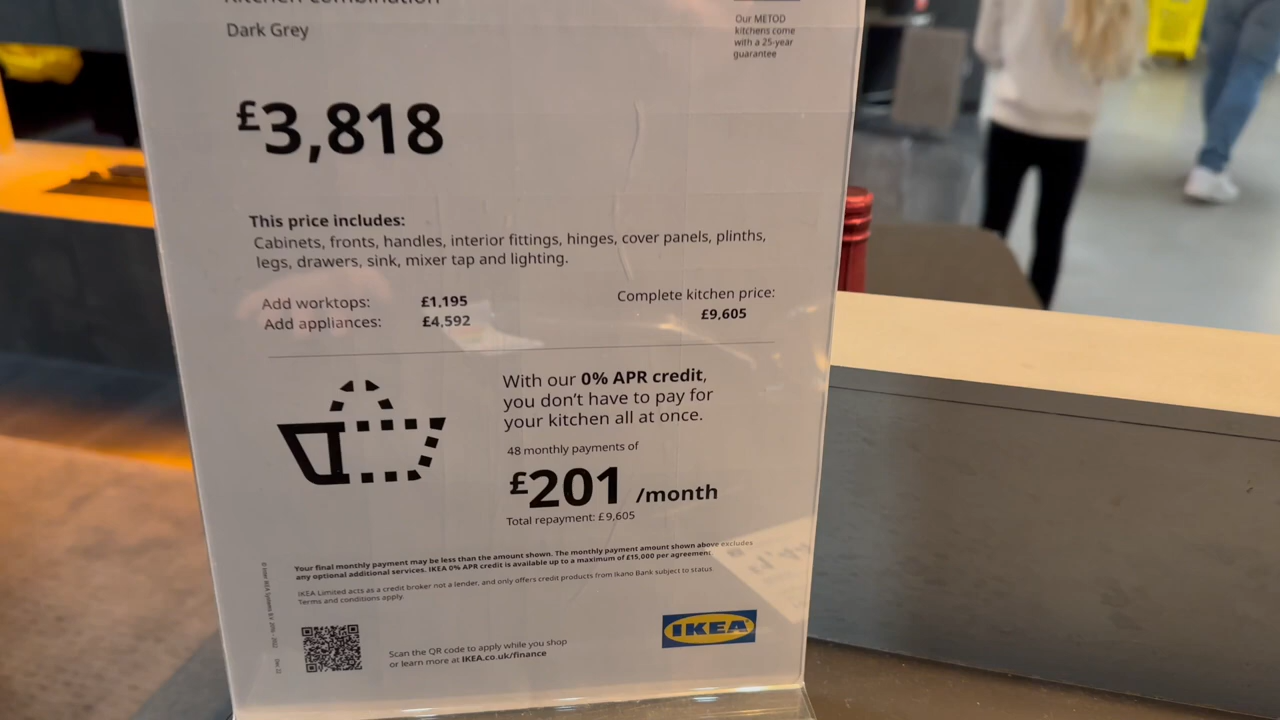 Kitchen combination
Dark Grey
Our METOD
kitchens come
with a 25-year
guarantee
£3,818
This price includes:
Cabinets, fronts, handles, interior fittings, hinges, cover panels, plinths,
legs, drawers, sink, mixer tap and lighting.
Add worktops: £1,195
Add appliances: £4,592
Complete kitchen price:
£9,605
With our 0% APR credit,
you don't have to pay for
your kitchen all at once.
48 monthly payments of
£201 /month
Total repayment: £9,605
Your final monthly payment may be less than the amount shown. The monthly payment amount shown above excludes
any optional additional services. IKEA 0% APR credit is available up to a maximum of £15,000 per agreement.
IKEA Limited acts as a credit broker not a lender, and only offers credit products from Ikano Bank subject to status.
Terms and conditions apply.
Scan the QR code to apply while you shop
or learn more at IKEA.co.uk/finance
IKEA